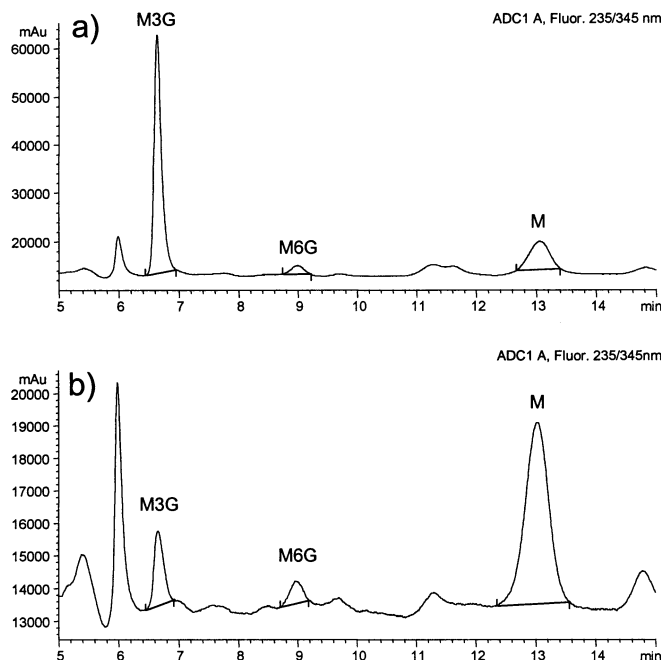 a)
ADC1 A, Fluor. 235/345 nm
mAu
M3G
60000
50000
40000
30000
20000
M6G
M
5 6 7 8 9 10 11 12 13 14 min
b)
ADC1 A, Fluor. 235/345nm
mAu
20000
19000
18000
17000
16000
15000
14000
13000
M3G
M6G
M
5 6 7 8 9 10 11 12 13 14 min